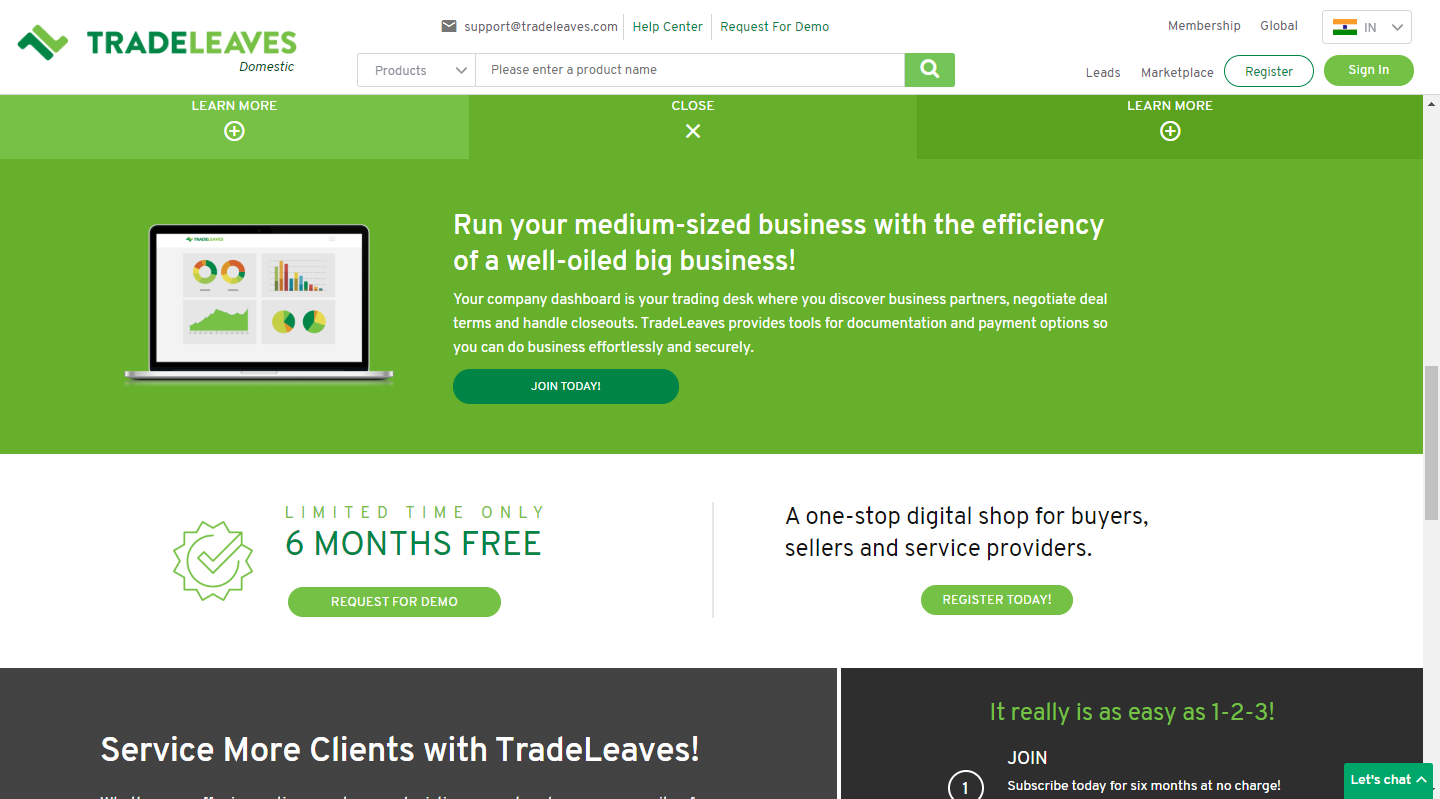 support@tradeleaves.com
Help Center
Request For Demo
Membership
Global
IN
TRADELEAVES
Domestic
Products
Please enter a product name
Leads
Marketplace
Register
Sign In
LEARN MORE
CLOSE
LEARN MORE
TRADELEAVES
Run your medium-sized business with the efficiency
of a well-oiled big business!
Your company dashboard is your trading desk where you discover business partners, negotiate deal
terms and handle closeouts. TradeLeaves provides tools for documentation and payment options so
you can do business effortlessly and securely.
JOIN TODAY!
LIMITED TIME ONLY
6 MONTHS FREE
REQUEST FOR DEMO
A one-stop digital shop for buyers,
sellers and service providers.
REGISTER TODAY!
Service More Clients with TradeLeaves!
It really is as easy as 1-2-3!
JOIN
1
Subscribe today for six months at no charge!
Let's chat